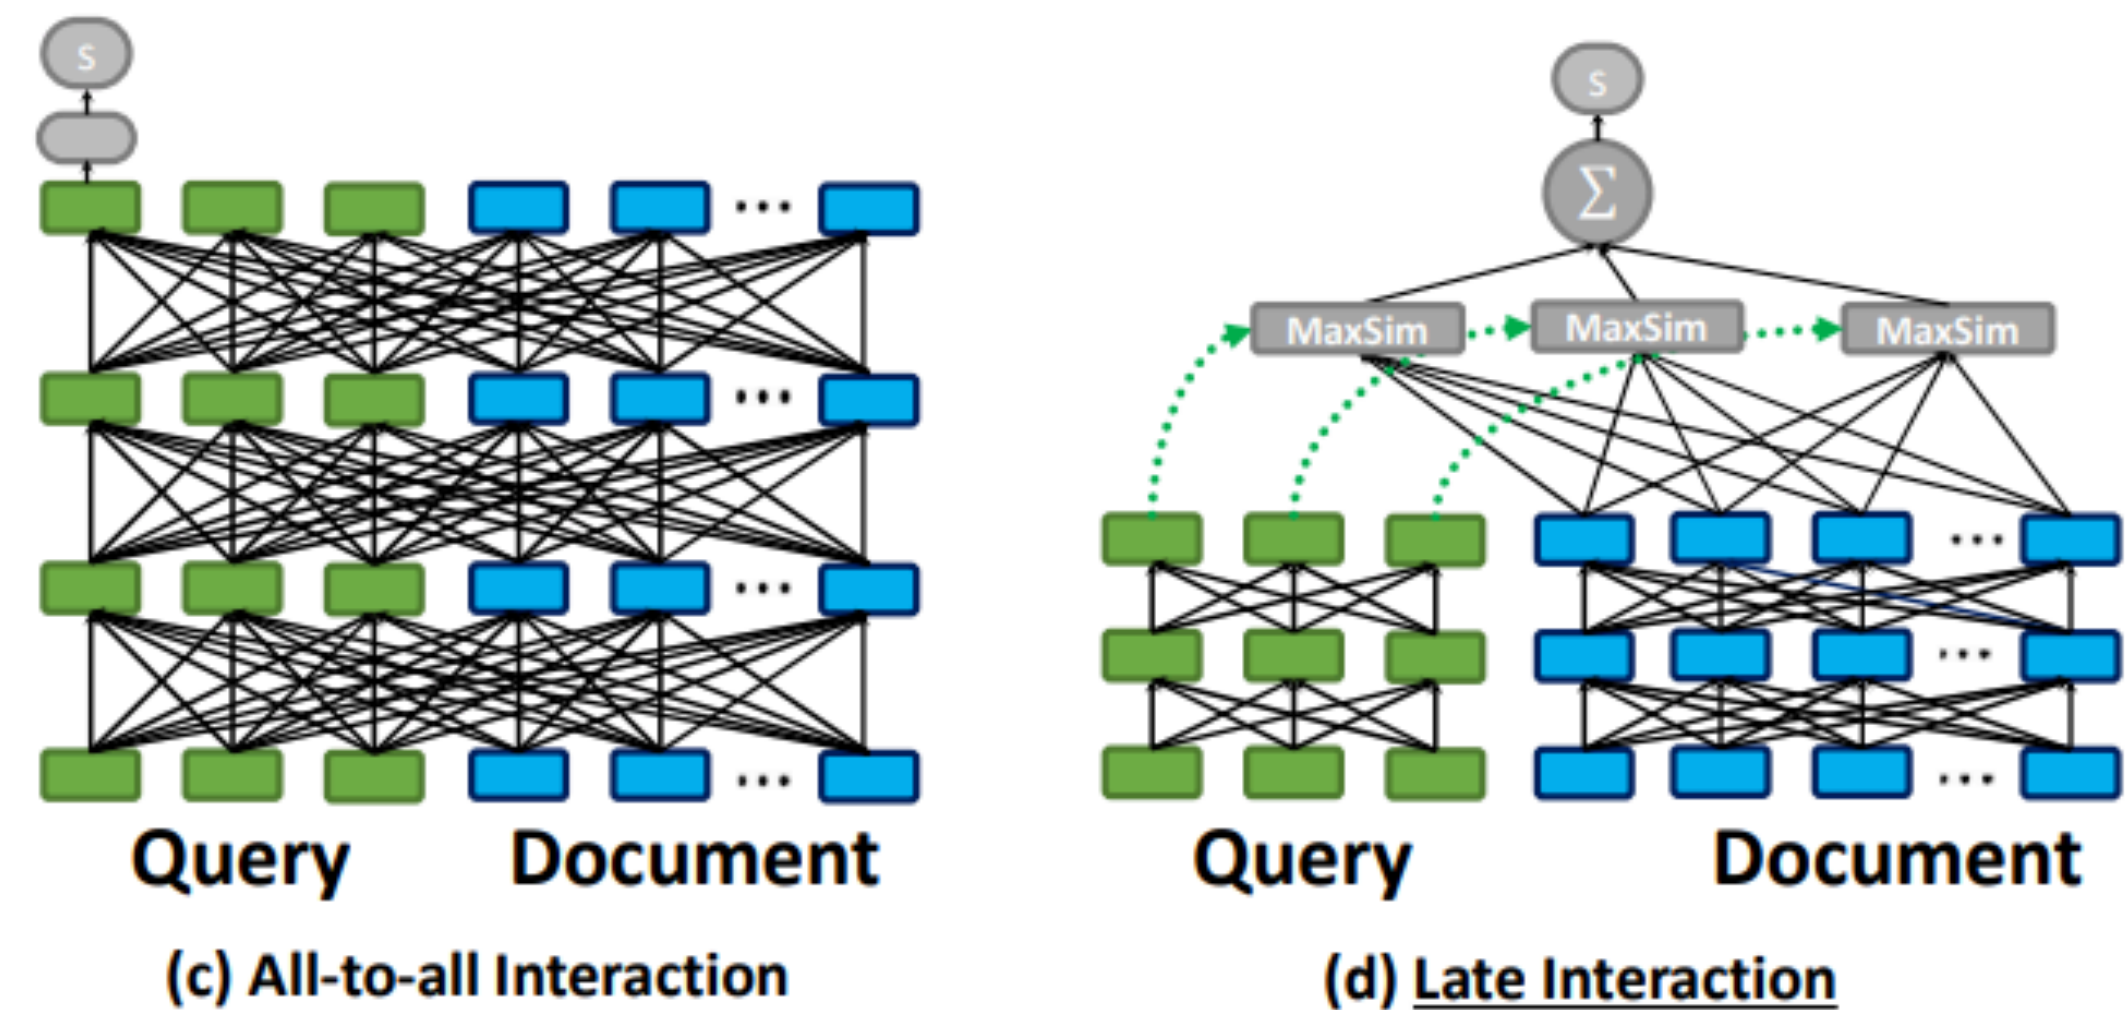 s
s
Σ
MaxSim MaxSim MaxSim
Query Document
Query Document
(c) All-to-all Interaction
(d) Late Interaction